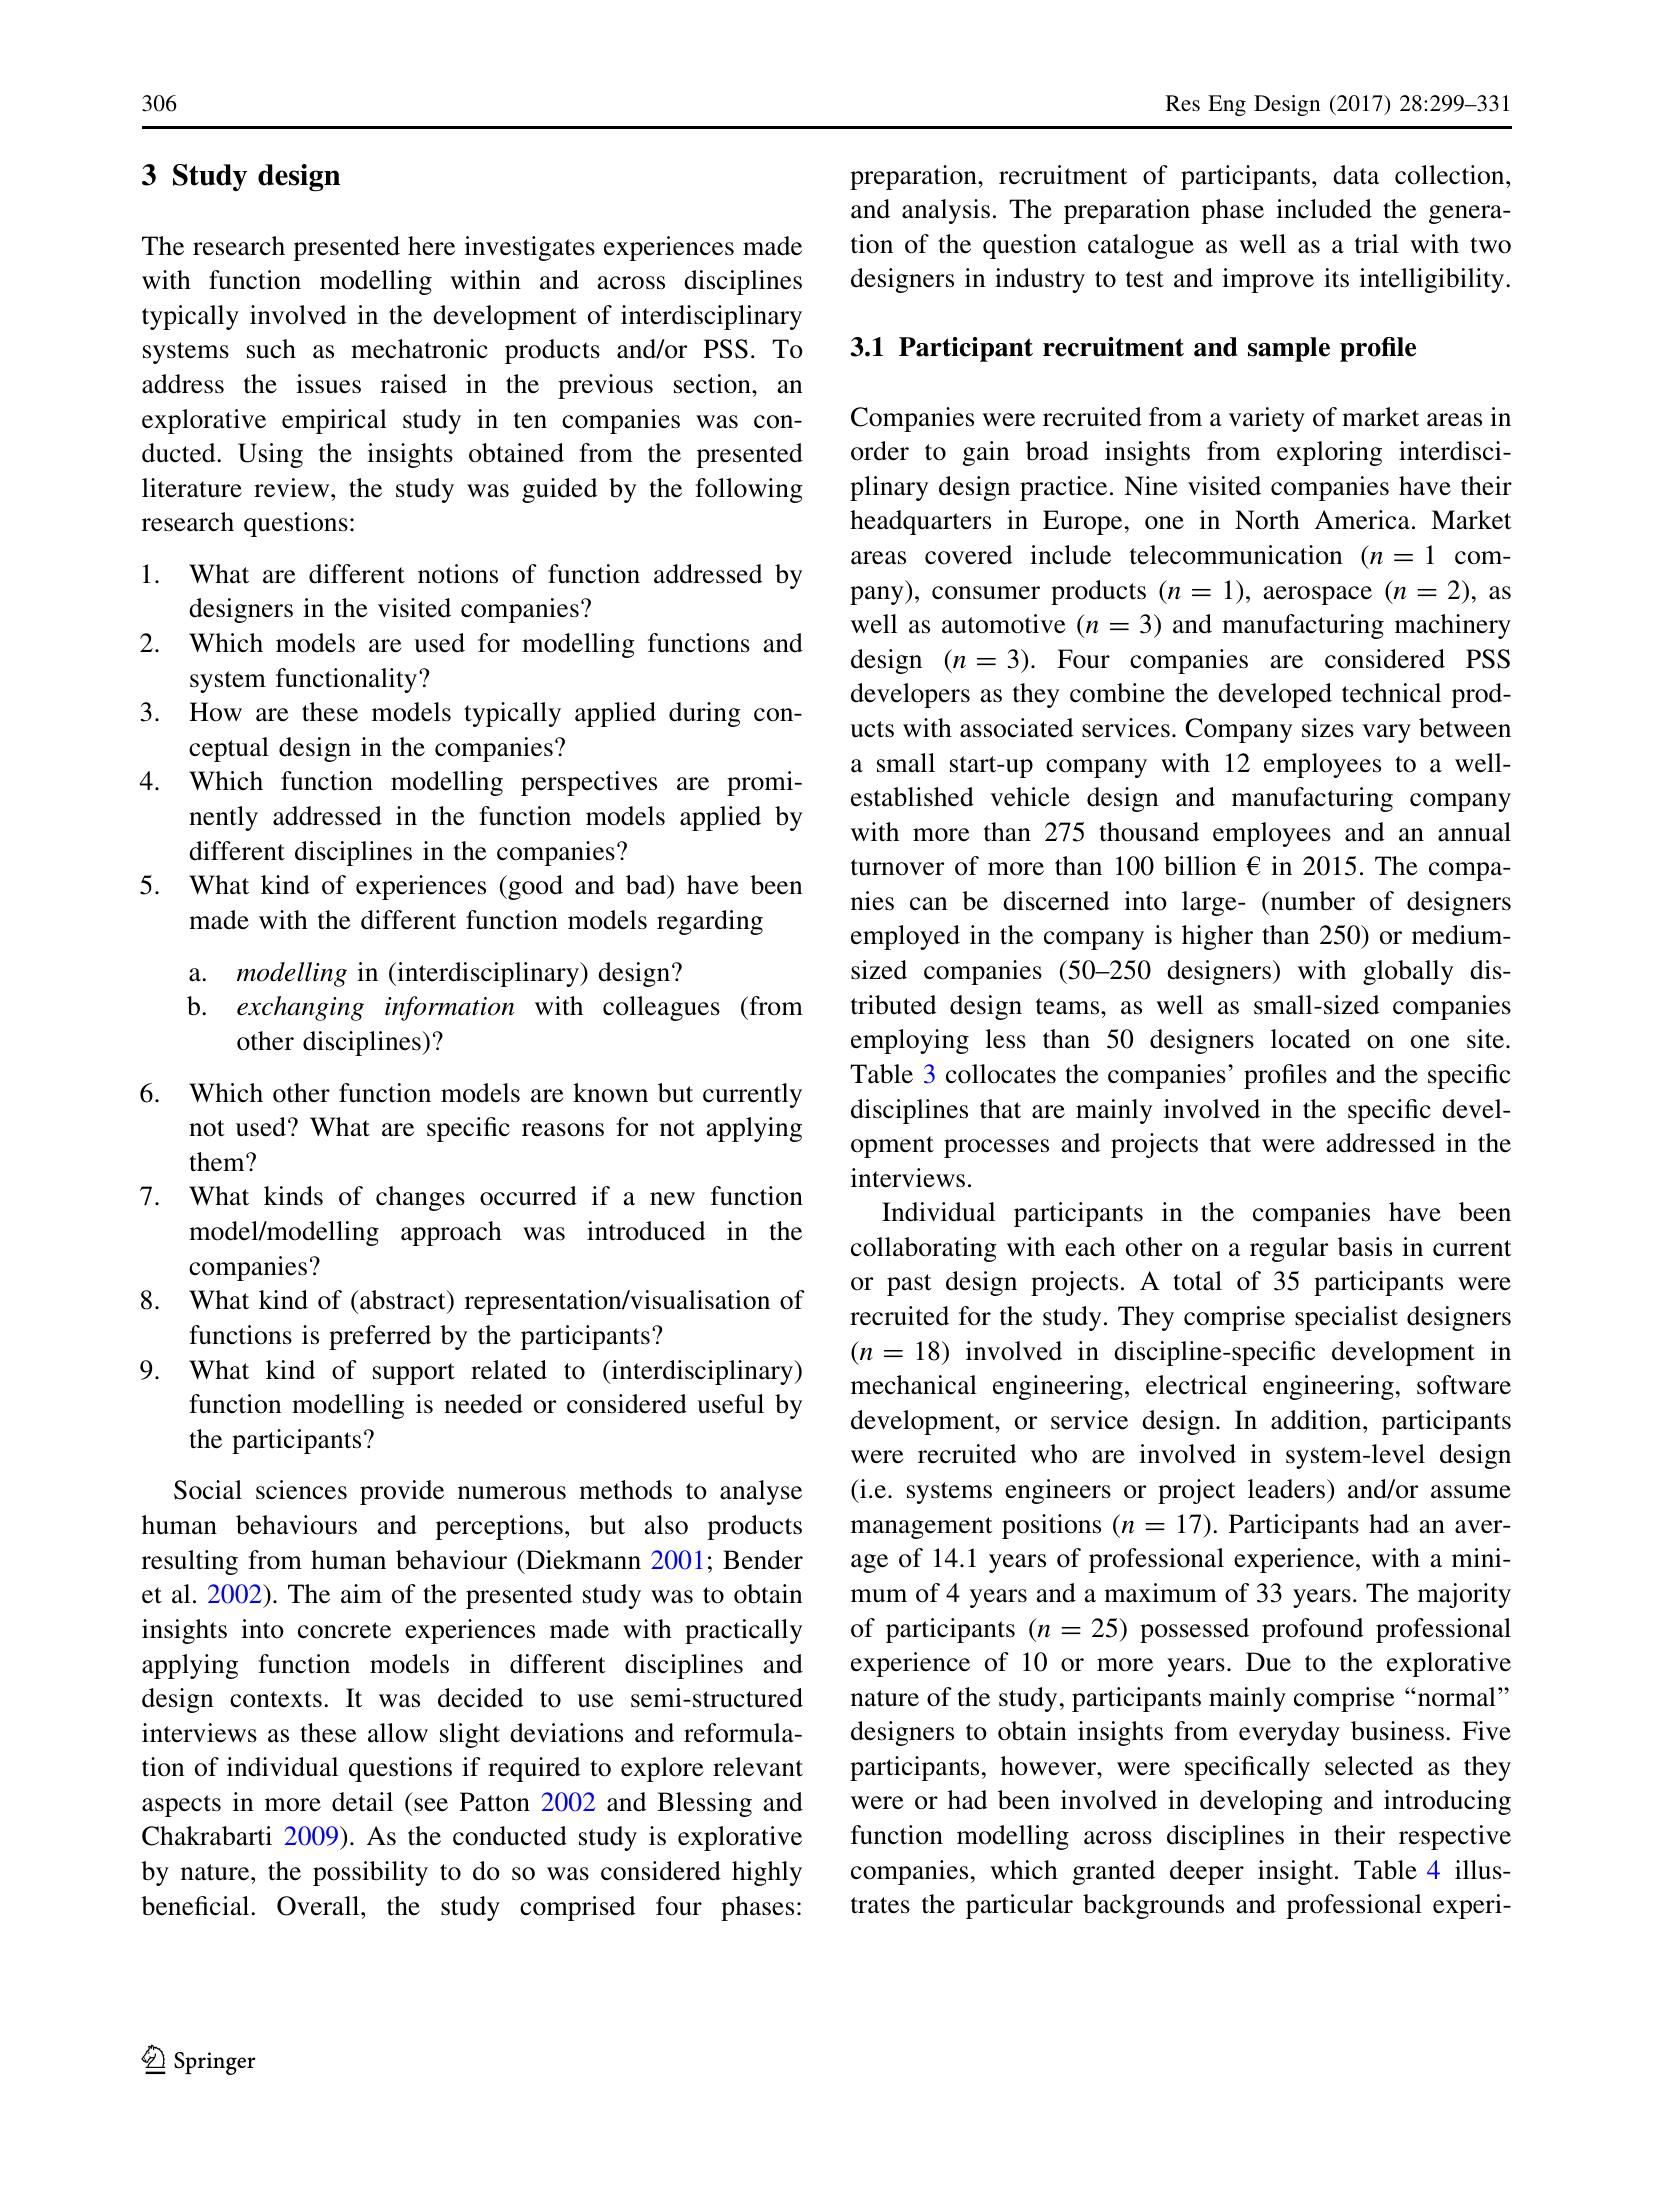 306
Res Eng Design (2017) 28:299–331
3 Study design
The research presented here investigates experiences made
with function modelling within and across disciplines
typically involved in the development of interdisciplinary
systems such as mechatronic products and/or PSS. To
address the issues raised in the previous section, an
explorative empirical study in ten companies was con-
ducted. Using the insights obtained from the presented
literature review, the study was guided by the following
research questions:
1. What are different notions of function addressed by
designers in the visited companies?
2. Which models are used for modelling functions and
system functionality?
3. How are these models typically applied during con-
ceptual design in the companies?
4. Which function modelling perspectives are promi-
nently addressed in the function models applied by
different disciplines in the companies?
5. What kind of experiences (good and bad) have been
made with the different function models regarding
a. modelling in (interdisciplinary) design?
b. exchanging information with colleagues (from
other disciplines)?
6. Which other function models are known but currently
not used? What are specific reasons for not applying
them?
7. What kinds of changes occurred if a new function
model/modelling approach was introduced in the
companies?
8. What kind of (abstract) representation/visualisation of
functions is preferred by the participants?
9. What kind of support related to (interdisciplinary)
function modelling is needed or considered useful by
the participants?
Social sciences provide numerous methods to analyse
human behaviours and perceptions, but also products
resulting from human behaviour (Diekmann 2001; Bender
et al. 2002). The aim of the presented study was to obtain
insights into concrete experiences made with practically
applying function models in different disciplines and
design contexts. It was decided to use semi-structured
interviews as these allow slight deviations and reformula-
tion of individual questions if required to explore relevant
aspects in more detail (see Patton 2002 and Blessing and
Chakrabarti 2009). As the conducted study is explorative
by nature, the possibility to do so was considered highly
beneficial. Overall, the study comprised four phases:
preparation, recruitment of participants, data collection,
and analysis. The preparation phase included the genera-
tion of the question catalogue as well as a trial with two
designers in industry to test and improve its intelligibility.
3.1 Participant recruitment and sample profile
Companies were recruited from a variety of market areas in
order to gain broad insights from exploring interdisci-
plinary design practice. Nine visited companies have their
headquarters in Europe, one in North America. Market
areas covered include telecommunication (n = 1 com-
pany), consumer products (n = 1), aerospace (n = 2), as
well as automotive (n = 3) and manufacturing machinery
design (n = 3). Four companies are considered PSS
developers as they combine the developed technical prod-
ucts with associated services. Company sizes vary between
a small start-up company with 12 employees to a well-
established vehicle design and manufacturing company
with more than 275 thousand employees and an annual
turnover of more than 100 billion € in 2015. The compa-
nies can be discerned into large- (number of designers
employed in the company is higher than 250) or medium-
sized companies (50–250 designers) with globally dis-
tributed design teams, as well as small-sized companies
employing less than 50 designers located on one site.
Table 3 collocates the companies’ profiles and the specific
disciplines that are mainly involved in the specific devel-
opment processes and projects that were addressed in the
interviews.
Individual participants in the companies have been
collaborating with each other on a regular basis in current
or past design projects. A total of 35 participants were
recruited for the study. They comprise specialist designers
(n = 18) involved in discipline-specific development in
mechanical engineering, electrical engineering, software
development, or service design. In addition, participants
were recruited who are involved in system-level design
(i.e. systems engineers or project leaders) and/or assume
management positions (n = 17). Participants had an aver-
age of 14.1 years of professional experience, with a mini-
mum of 4 years and a maximum of 33 years. The majority
of participants (n = 25) possessed profound professional
experience of 10 or more years. Due to the explorative
nature of the study, participants mainly comprise “normal”
designers to obtain insights from everyday business. Five
participants, however, were specifically selected as they
were or had been involved in developing and introducing
function modelling across disciplines in their respective
companies, which granted deeper insight. Table 4 illus-
trates the particular backgrounds and professional experi-
Springer